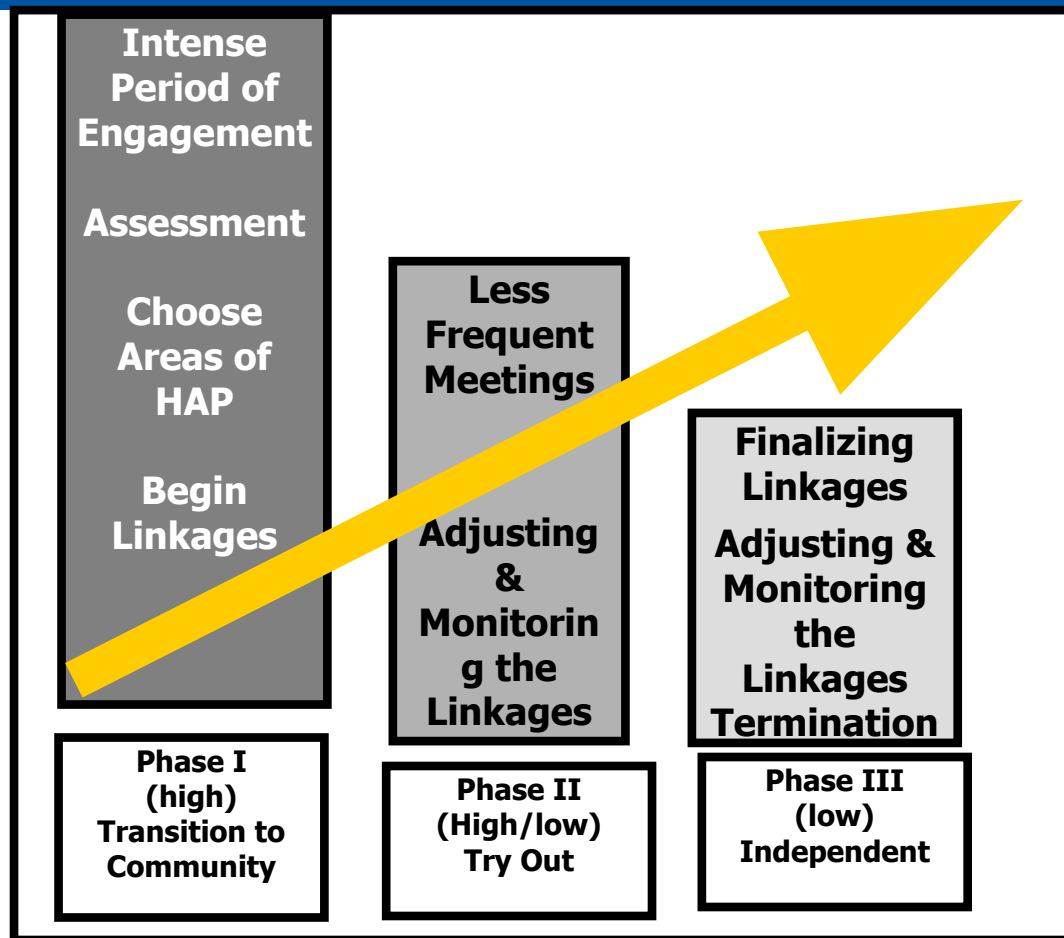 Intense
Period of
Engagement
Assessment
Choose
Areas of
HAP
Begin
Linkages
Less
Frequent
Meetings
Adjusting
&
Monitorin
g the
Linkages
Finalizing
Linkages
Adjusting &
Monitoring
the
Linkages
Termination
Phase I
(high)
Transition to
Community
Phase II
(High/low)
Try Out
Phase III
(low)
Independent